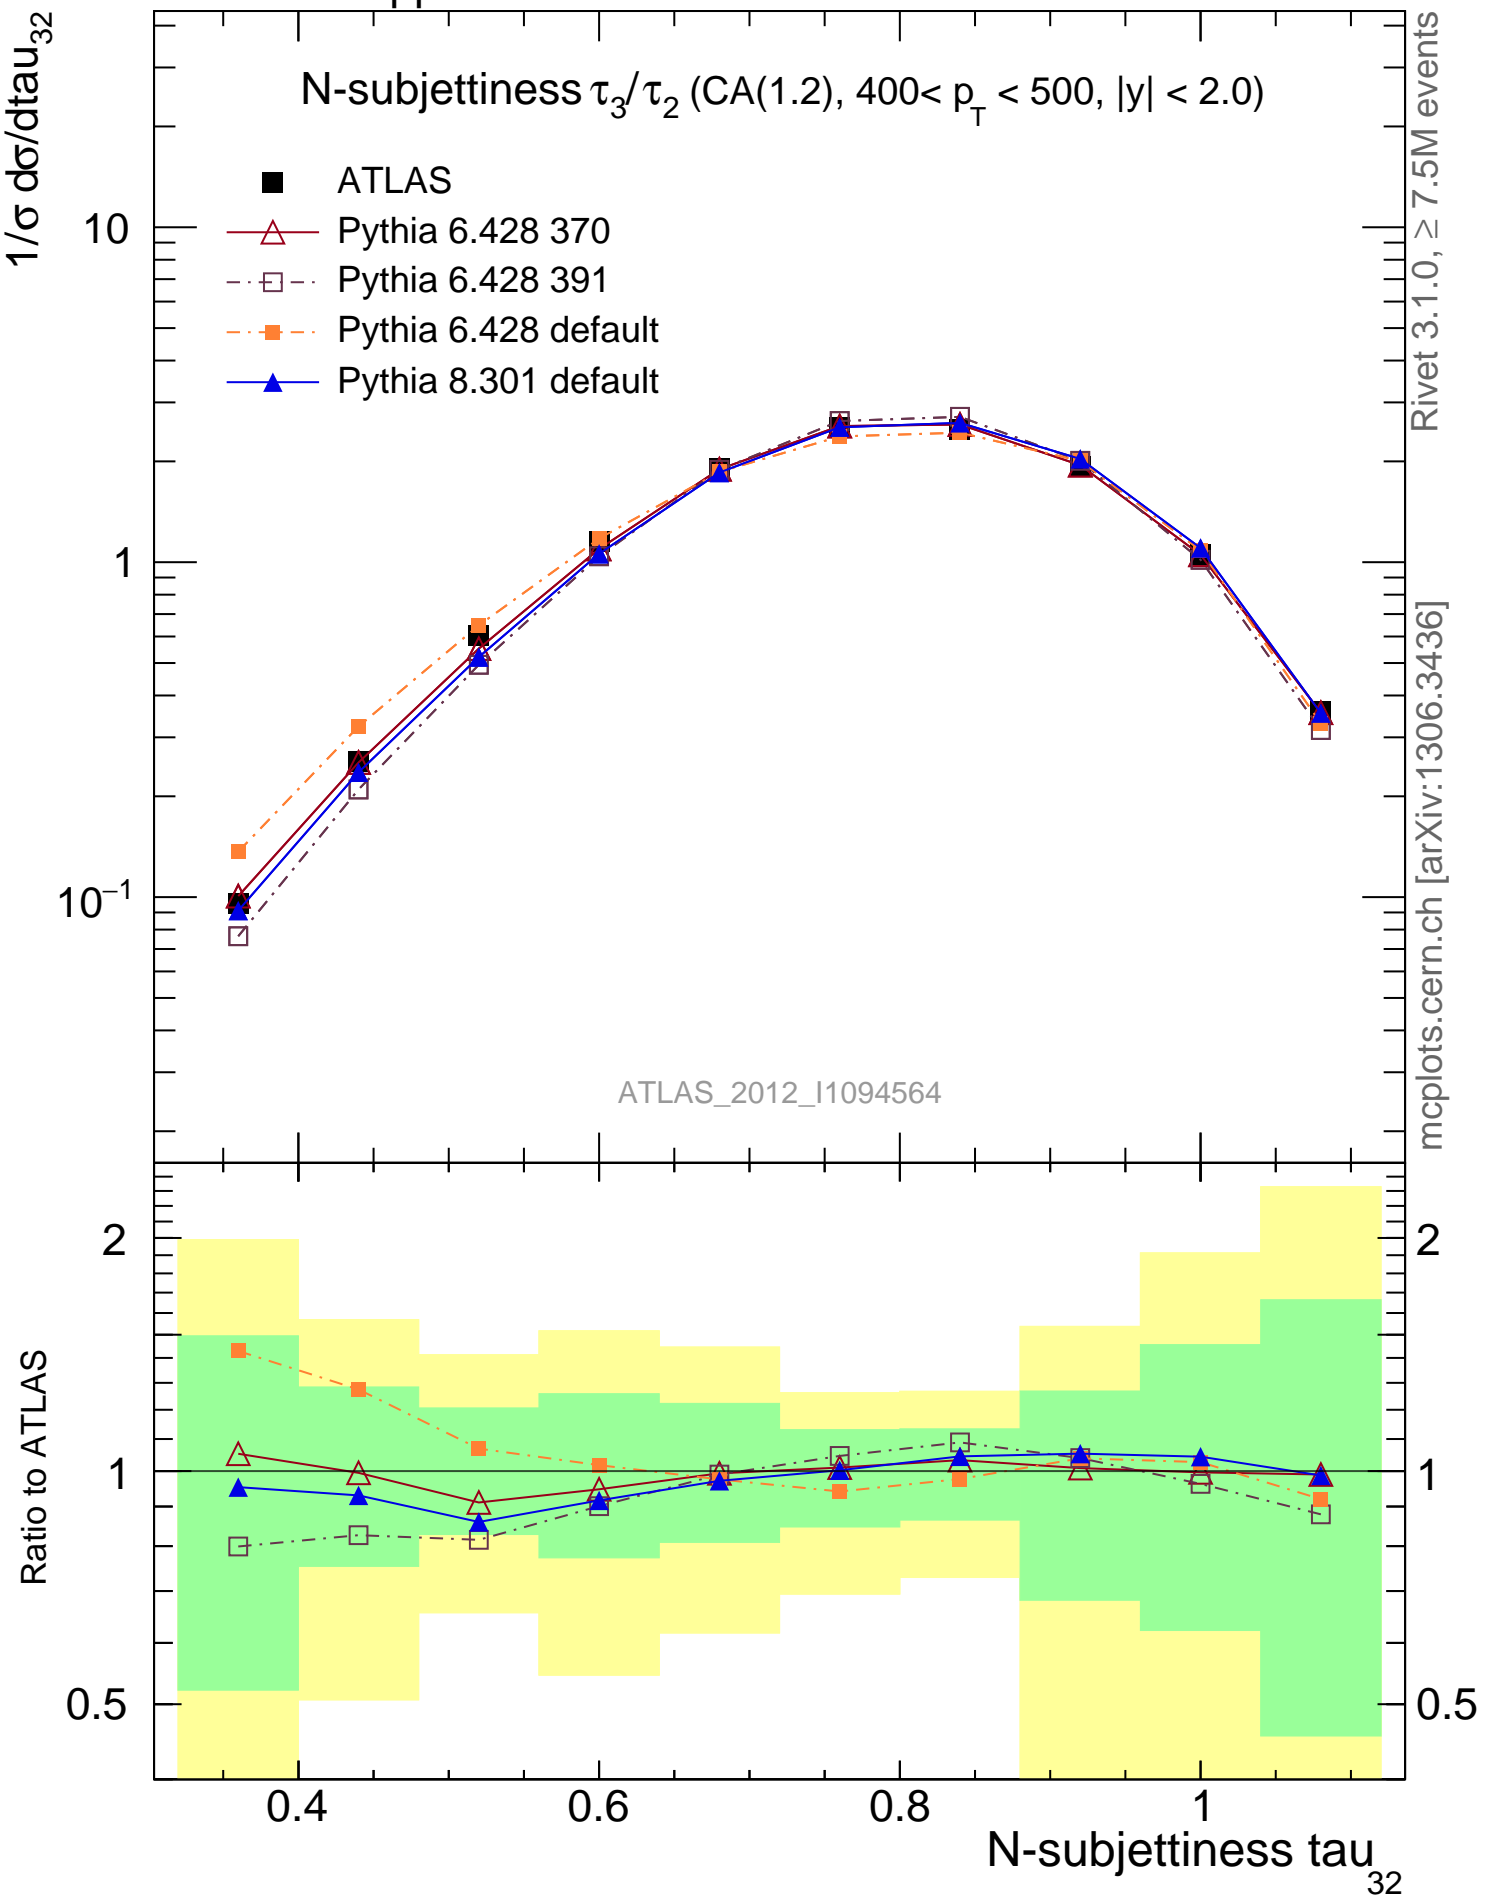 pp
N-subjettiness τ3/τ2 (CA(1.2), 400< pT < 500, |y| < 2.0)
1/σ dσ/dtau32
ATLAS
Pythia 6.428 370
Pythia 6.428 391
Pythia 6.428 default
Pythia 8.301 default
10
1
10−1
ATLAS_2012_I1094564
Rivet 3.1.0, ≥ 7.5M events
mcplots.cern.ch [arXiv:1306.3436]
Ratio to ATLAS
2
1
0.5
2
1
0.5
0.4 0.6 0.8 1
N-subjettiness tau32